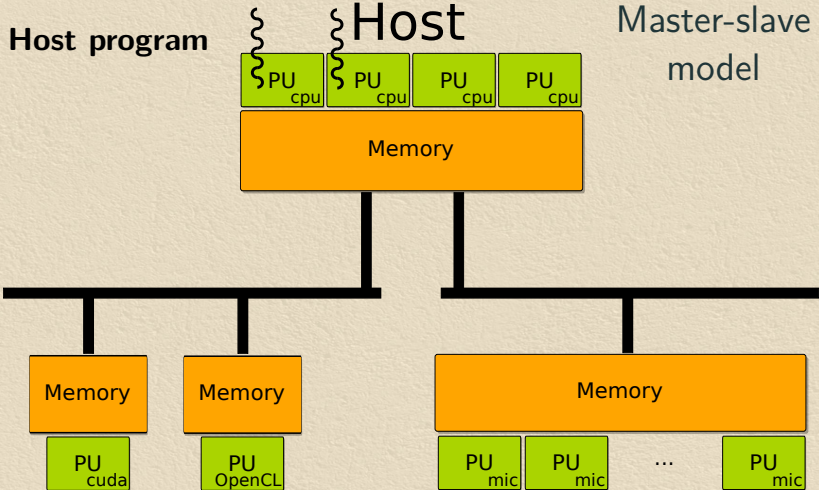 Host program
Host
Master-slave
model
PU cpu
PU cpu
PU cpu
PU cpu
Memory
Memory
Memory
Memory
PU cuda
PU OpenCL
PU mic
PU mic
...
PU mic